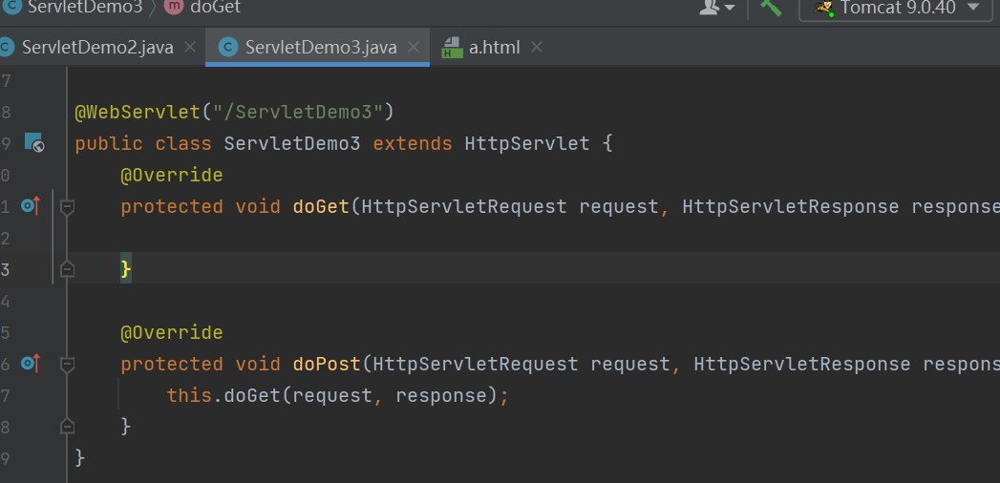 ServletDemo3 doGet Tomcat 9.0.40
ServletDemo2.java ServletDemo3.java a.html
7
8 @WebServlet("/ServletDemo3")
9 public class ServletDemo3 extends HttpServlet {
0 @Override
1 protected void doGet(HttpServletRequest request, HttpServletResponse response
2
3 }
4
5 @Override
6 protected void doPost(HttpServletRequest request, HttpServletResponse respons
7 this.doGet(request, response);
8 }
9 }